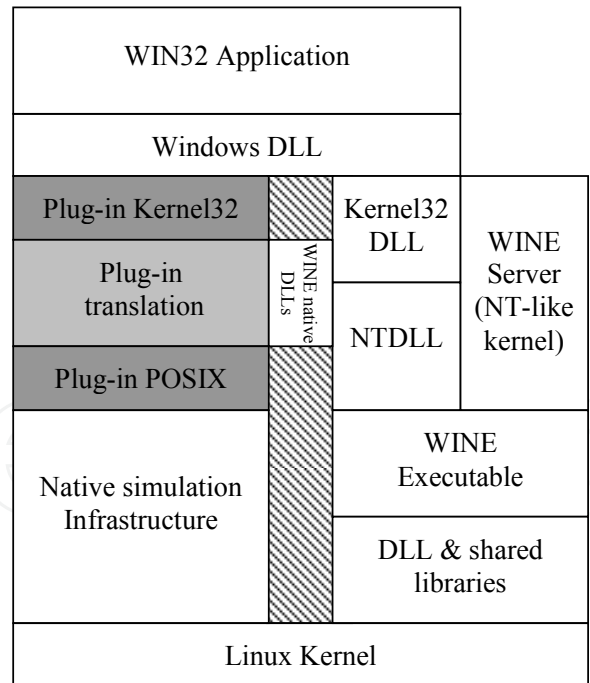 WIN32 Application
Windows DLL
Plug-in Kernel32
Plug-in
translation
Plug-in POSIX
Native simulation
Infrastructure
WINE native
DLLs
Kernel32
DLL
NTDLL
WINE
Server
(NT-like
kernel)
WINE
Executable
DLL & shared
libraries
Linux Kernel